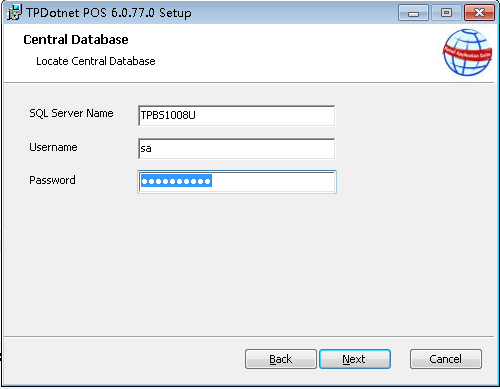 TPDotnet POS 6.0.77.0 Setup
Central Database
Locate Central Database
SQL Server Name TPBS1008U
Username sa
Password ●●●●●●●●●●
Back Next Cancel